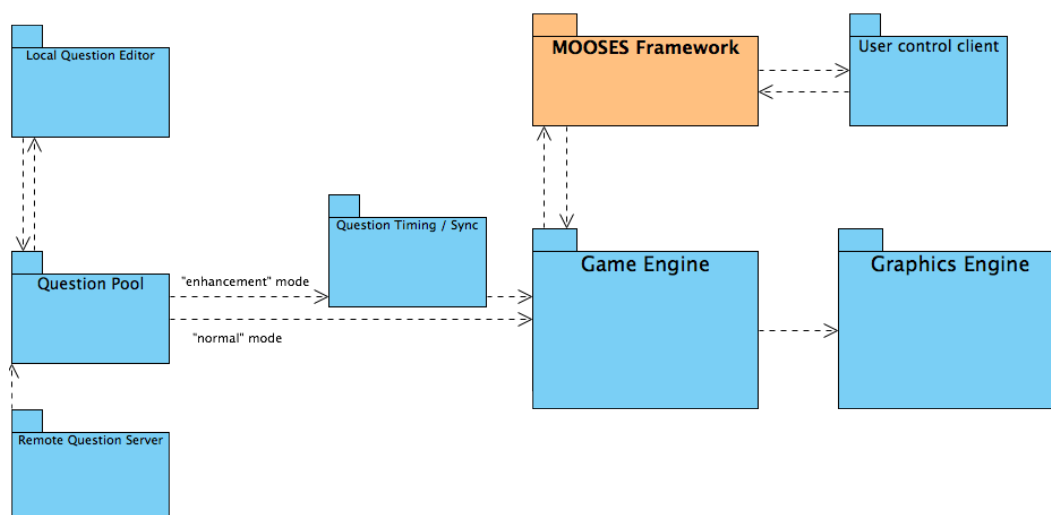 MOOSES Framework
User control client
Local Question Editor
Question Timing / Sync
Game Engine
Graphics Engine
Question Pool
"enhancement" mode
"normal" mode
Remote Question Server